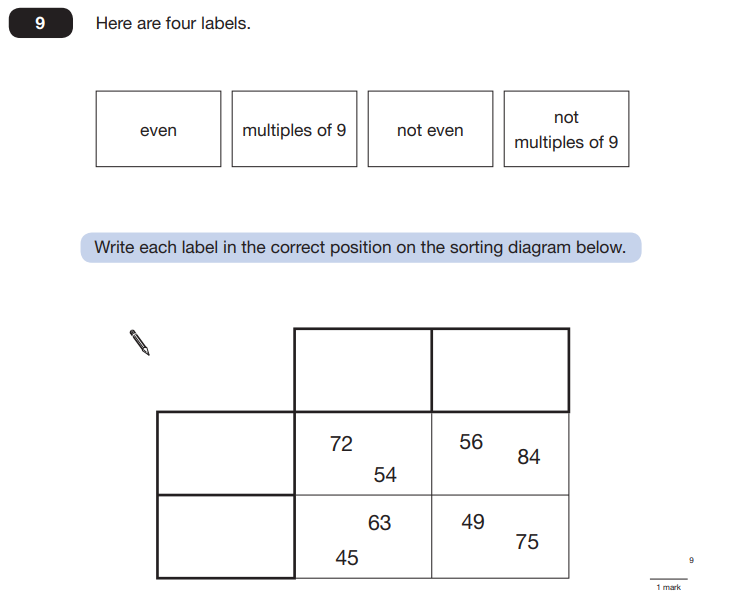 9 Here are four labels.
even
multiples of 9
not even
not
multiples of 9
Write each label in the correct position on the sorting diagram below.
72
54
56
84
63
45
49
75
9
1 mark